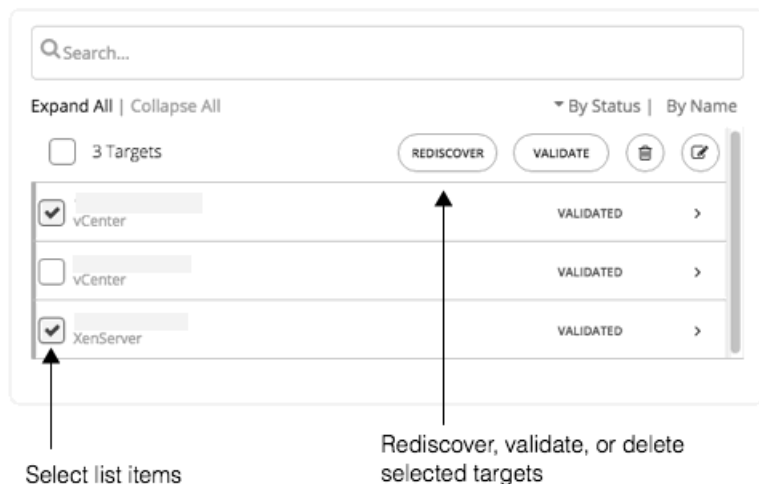 Search...
Expand All | Collapse All By Status | By Name
3 Targets REDISCOVER VALIDATE
vCenter VALIDATED
vCenter VALIDATED
XenServer VALIDATED
Select list items
Rediscover, validate, or delete
selected targets